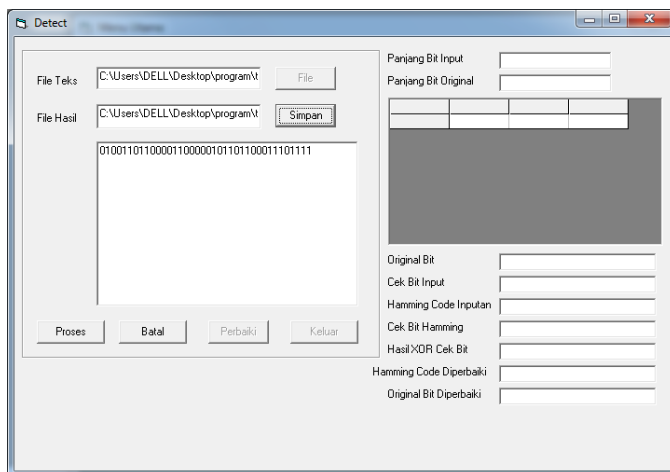 Detect
File Teks
C:\Users\DELL\Desktop\program\t
File
File Hasil
C:\Users\DELL\Desktop\program\t
Simpan
0100110110000110000010110110001110111​1
Proses
Batal
Perbaiki
Keluar
Panjang Bit Input
Panjang Bit Original
Original Bit
Cek Bit Input
Hamming Code Inputan
Cek Bit Hamming
Hasil XOR Cek Bit
Hamming Code Diperbaiki
Original Bit Diperbaiki